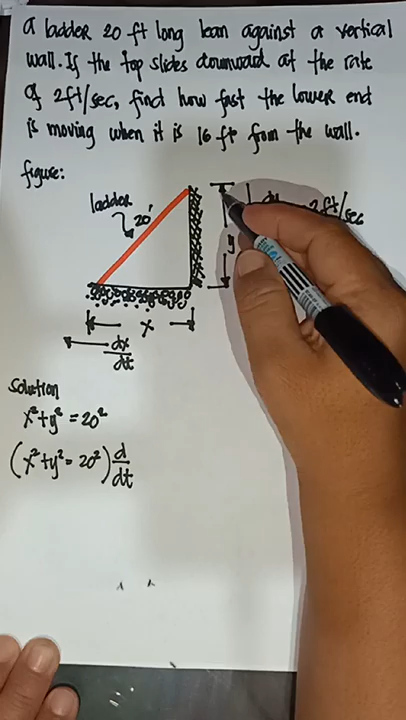 A ladder 20 ft long lean against a vertical
wall. If the top slides downward at the rate
of 2ft/sec, find how fast the lower end
is moving when it is 16 ft from the wall.
figure:
ladder
20'
2ft/sec
y
x
dx
dt
Solution
x²+y² = 20²
(x²+y² = 20²) d
dt